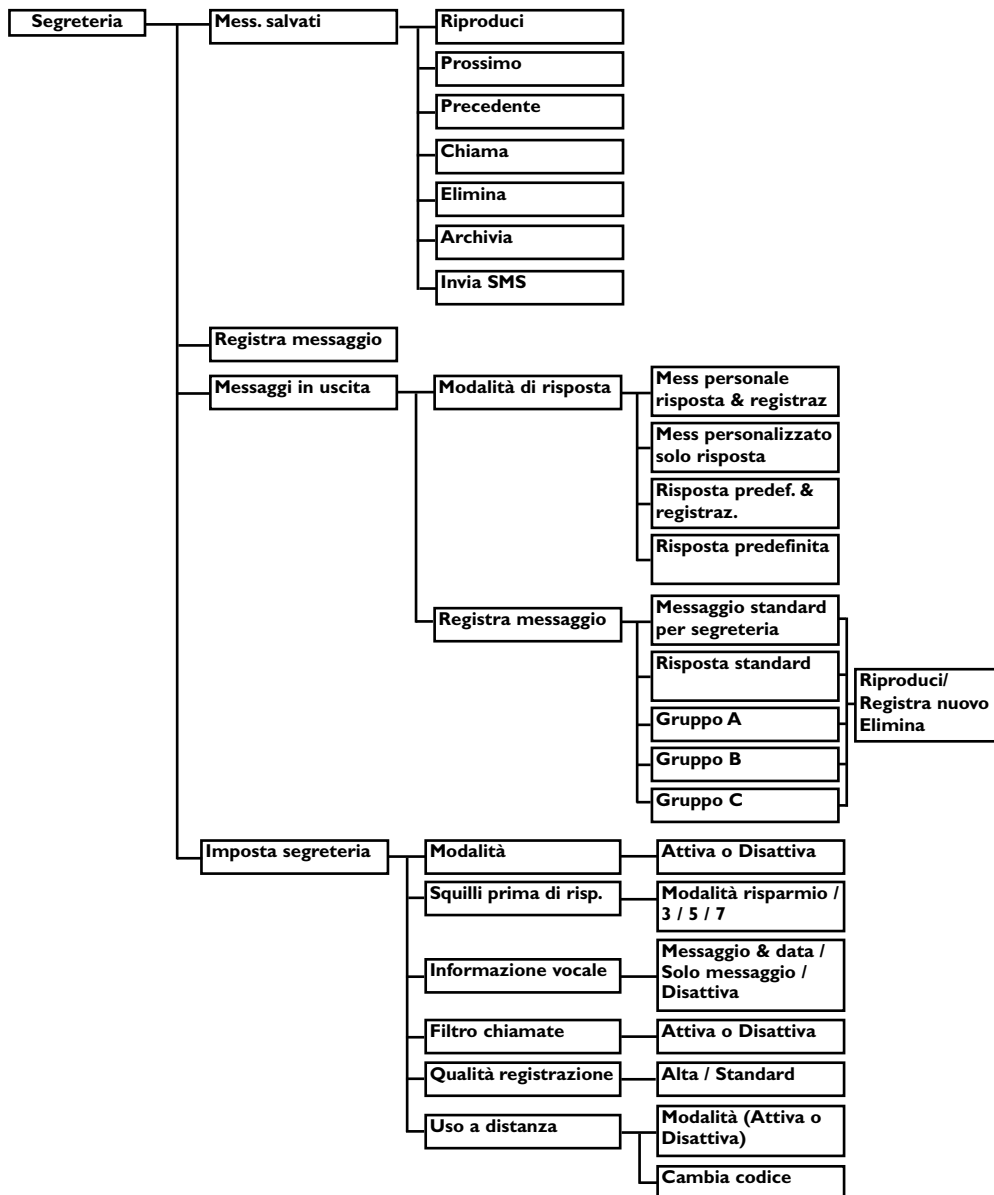 Segreteria
Mess. salvati
Riproduci
Prossimo
Precedente
Chiama
Elimina
Archivia
Invia SMS
Registra messaggio
Messaggi in uscita
Modalità di risposta
Mess personale
risposta & registraz
Mess personalizzato
solo risposta
Risposta predef. &
registraz.
Risposta predefinita
Registra messaggio
Messaggio standard
per segreteria
Risposta standard
Gruppo A
Gruppo B
Gruppo C
Riproduci/
Registra nuovo
Elimina
Imposta segreteria
Modalità
Attiva o Disattiva
Squilli prima di risp.
Modalità risparmio /
3 / 5 / 7
Informazione vocale
Messaggio & data /
Solo messaggio /
Disattiva
Filtro chiamate
Attiva o Disattiva
Qualità registrazione
Alta / Standard
Uso a distanza
Modalità (Attiva o
Disattiva)
Cambia codice